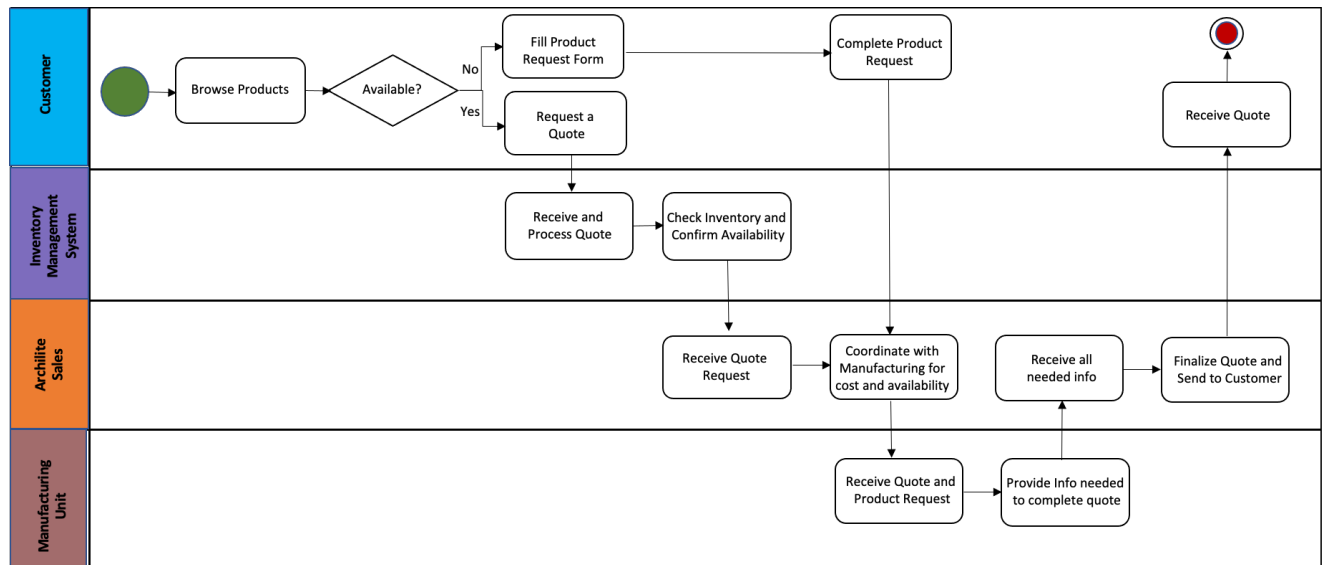 Customer
Browse Products
Available?
No
Yes
Fill Product
Request Form
Request a
Quote
Complete Product
Request
Receive Quote
Inventory
Management
System
Receive and
Process Quote
Check Inventory and
Confirm Availability
Archilite
Sales
Receive Quote
Request
Coordinate with
Manufacturing for
cost and availability
Receive all
needed info
Finalize Quote and
Send to Customer
Manufacturing
Unit
Receive Quote and
Product Request
Provide Info needed
to complete quote